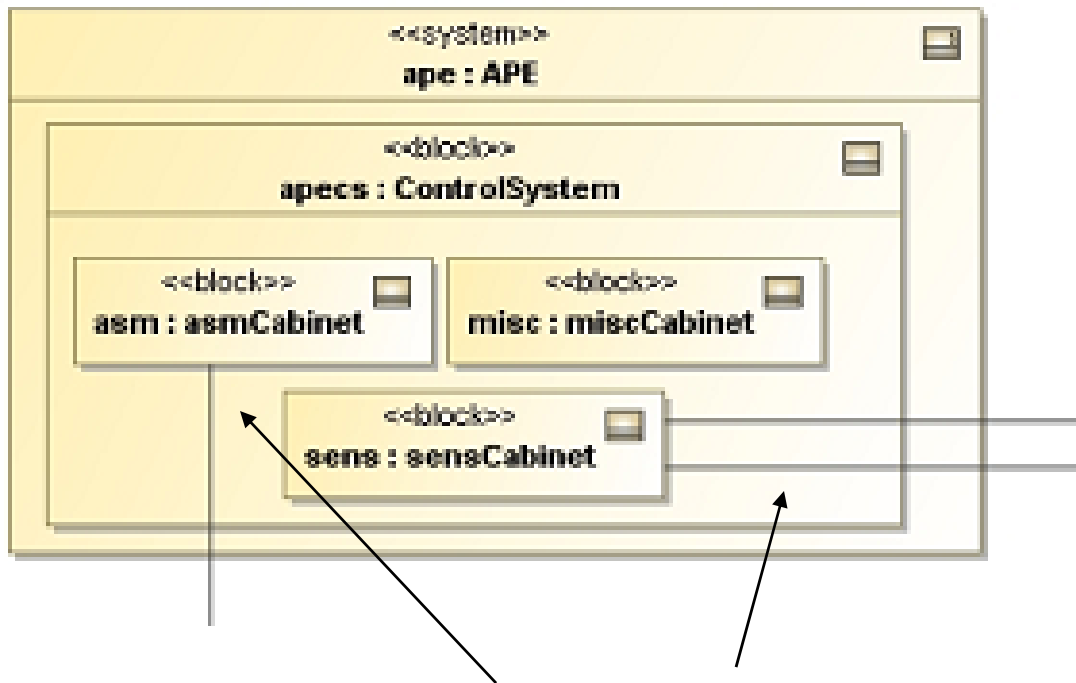 <<system>>
ape : APE
<<block>>
apecs : ControlSystem
<<block>>
asm : asmCabinet
<<block>>
misc : miscCabinet
<<block>>
sens : sensCabinet